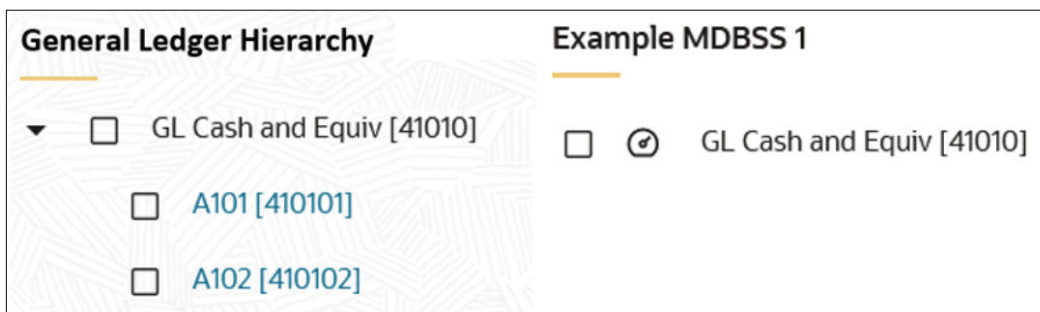 General Ledger Hierarchy
GL Cash and Equiv [41010]
A101 [410101]
A102 [410102]
Example MDBSS 1
GL Cash and Equiv [41010]